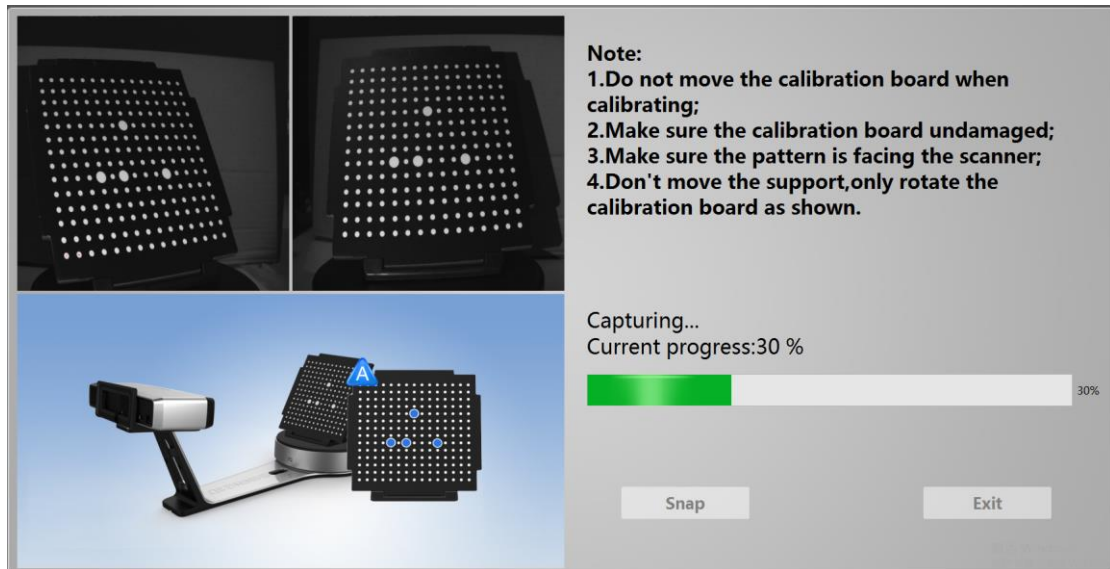 Note:
1.Do not move the calibration board when
calibrating;
2.Make sure the calibration board undamaged;
3.Make sure the pattern is facing the scanner;
4.Don't move the support,only rotate the
calibration board as shown.
Capturing...
Current progress:30 %
30%
A
Snap
Exit